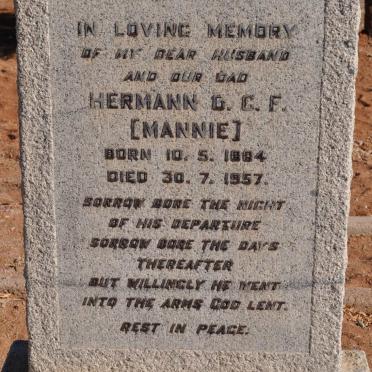 IN LOVING MEMORY
OF MY DEAR HUSBAND
AND OUR DAD
HERMANN G. C. F.
[MANNIE]
BORN 10. 5. 1884
DIED 30. 7. 1957.
SORROW BORE THE NIGHT
OF HIS DEPARTURE
SORROW BORE THE DAYS
THEREAFTER
BUT WILLINGLY HE WENT
INTO THE ARMS GOD LENT.
REST IN PEACE.